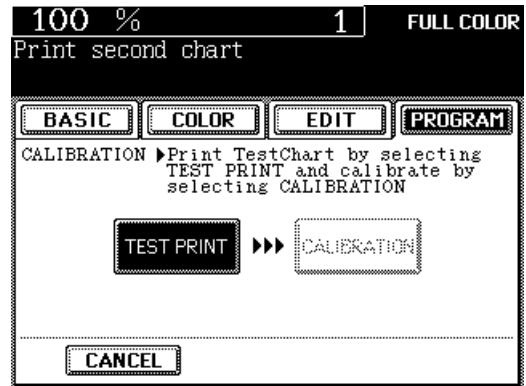 100 % 1 FULL COLOR
Print second chart
BASIC COLOR EDIT PROGRAM
CALIBRATION ▶Print TestChart by selecting
TEST PRINT and calibrate by
selecting CALIBRATION
TEST PRINT ▶▶▶ CALIBRATION
CANCEL